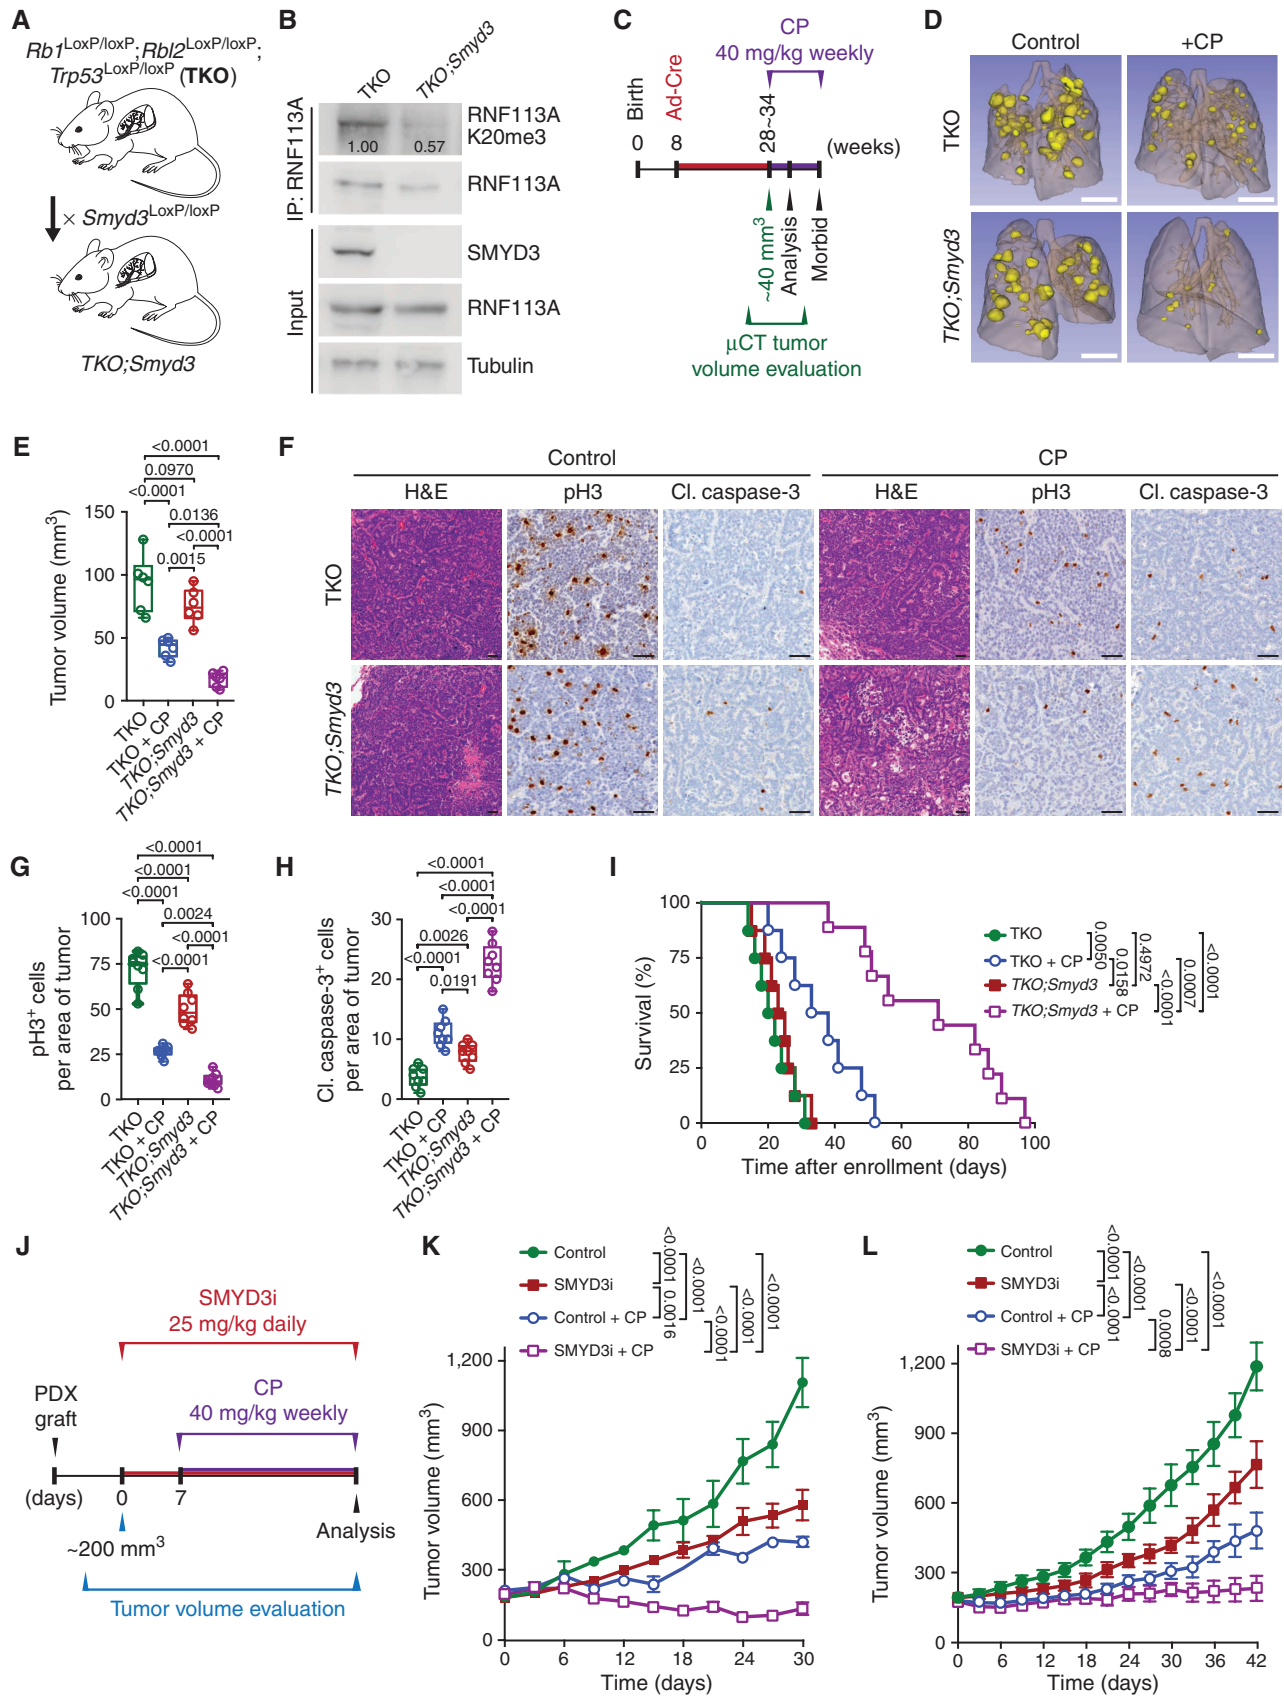 A
Rb1LoxP/loxP;Rbl2LoxP/loxP;
Trp53LoxP/loxP (TKO)
× Smyd3LoxP/loxP
TKO;Smyd3
B
TKO
TKO;Smyd3
IP: RNF113A
RNF113A
K20me3
1.00
0.57
RNF113A
Input
SMYD3
RNF113A
Tubulin
C
CP
40 mg/kg weekly
Birth
Ad-Cre
28~34
0
8
(weeks)
~40 mm3
Analysis
Morbid
μCT tumor
volume evaluation
D
Control
+CP
TKO
TKO;Smyd3
E
<0.0001
0.0970
<0.0001
0.0136
<0.0001
0.0015
Tumor volume (mm3)
150
100
50
0
TKO
TKO + CP
TKO;Smyd3
TKO;Smyd3 + CP
F
Control
CP
H&E
pH3
Cl. caspase-3
H&E
pH3
Cl. caspase-3
TKO
TKO;Smyd3
G
<0.0001
<0.0001
<0.0001
0.0024
<0.0001
<0.0001
pH3+ cells
per area of tumor
100
75
50
25
0
TKO
TKO + CP
TKO;Smyd3
TKO;Smyd3 + CP
H
<0.0001
<0.0001
<0.0001
0.0026
<0.0001
0.0191
Cl. caspase-3+ cells
per area of tumor
30
20
10
0
TKO
TKO + CP
TKO;Smyd3
TKO;Smyd3 + CP
I
Survival (%)
100
75
50
25
0
0
20
40
60
80
100
Time after enrollment (days)
TKO
TKO + CP
TKO;Smyd3
TKO;Smyd3 + CP
0.0050
0.0158
0.4972
<0.0001
0.0007
<0.0001
J
SMYD3i
25 mg/kg daily
CP
40 mg/kg weekly
PDX
graft
(days)
0
7
~200 mm3
Analysis
Tumor volume evaluation
K
Control
SMYD3i
Control + CP
SMYD3i + CP
<0.0001
0.0016
<0.0001
<0.0001
<0.0001
<0.0001
Tumor volume (mm3)
1,200
900
600
300
0
0
6
12
18
24
30
Time (days)
L
Control
SMYD3i
Control + CP
SMYD3i + CP
<0.0001
<0.0001
<0.0001
0.0008
<0.0001
<0.0001
Tumor volume (mm3)
1,200
900
600
300
0
0
6
12
18
24
30
36
42
Time (days)